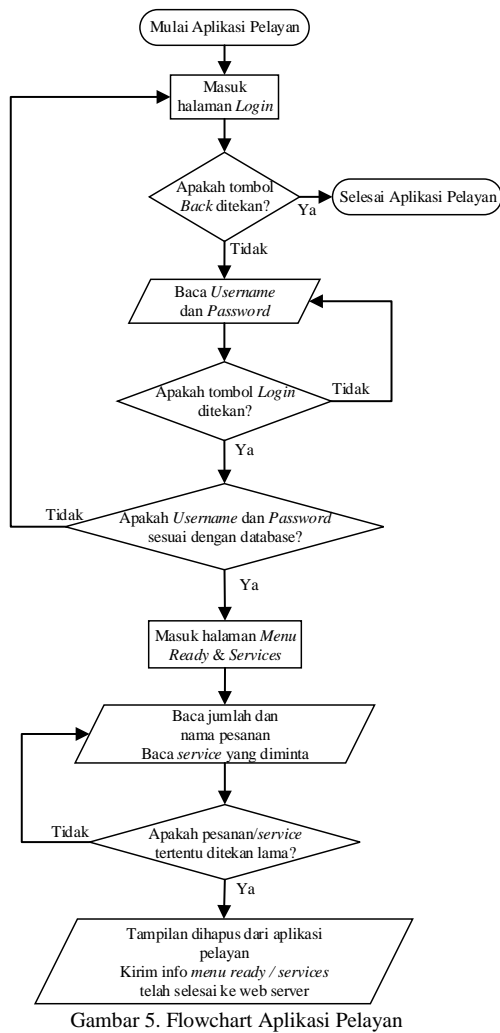 Mulai Aplikasi Pelayan
Masuk
halaman Login
Apakah tombol
Back ditekan?
Ya
Selesai Aplikasi Pelayan
Tidak
Baca Username
dan Password
Apakah tombol Login
ditekan?
Tidak
Ya
Tidak
Apakah Username dan Password
sesuai dengan database?
Ya
Masuk halaman Menu
Ready & Services
Baca jumlah dan
nama pesanan
Baca service yang diminta
Tidak
Apakah pesanan/service
tertentu ditekan lama?
Ya
Tampilan dihapus dari aplikasi
pelayan
Kirim info menu ready / services
telah selesai ke web server
Gambar 5. Flowchart Aplikasi Pelayan